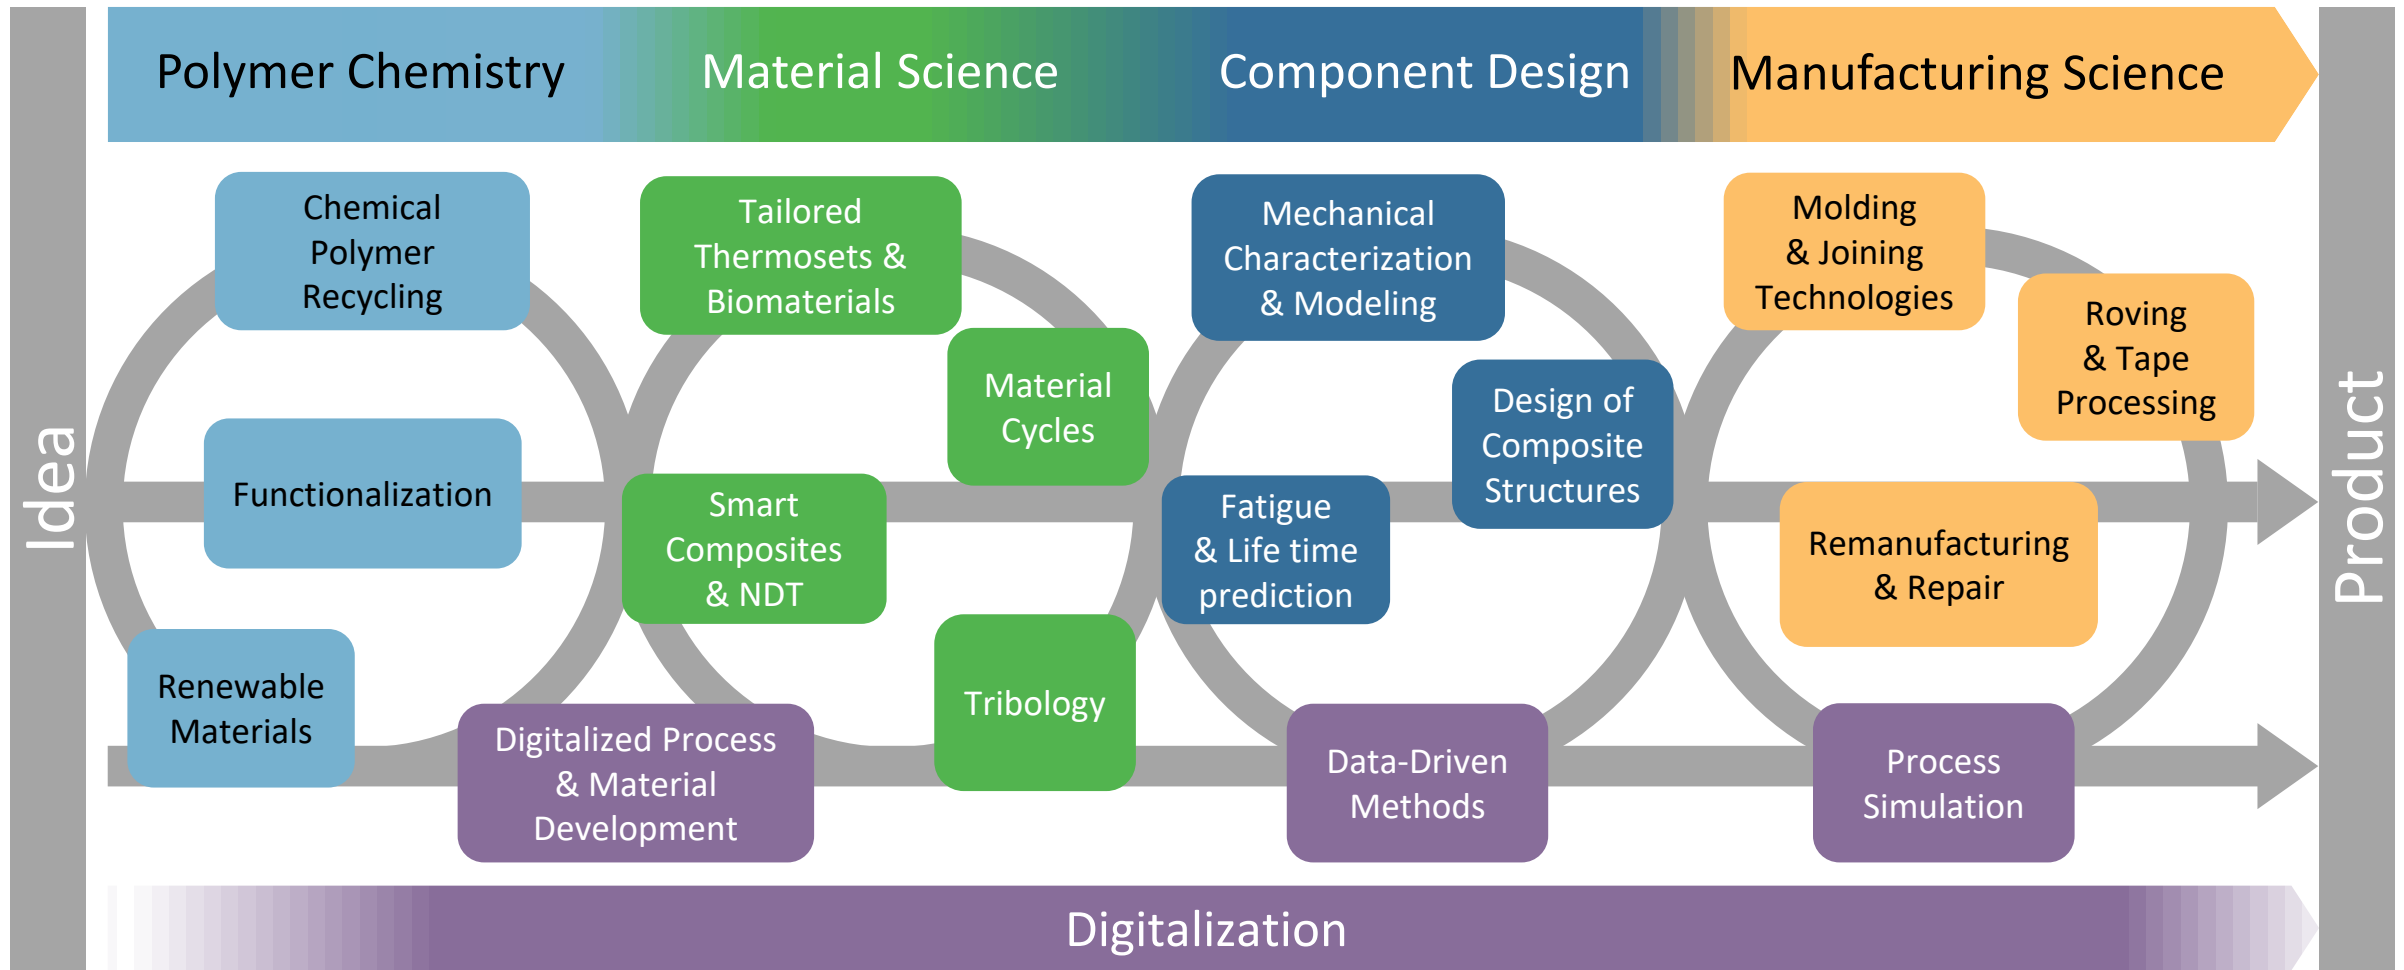 Polymer Chemistry
Material Science
Component Design
Manufacturing Science
Idea
Chemical
Polymer
Recycling
Functionalization
Renewable
Materials
Tailored
Thermosets &
Biomaterials
Material
Cycles
Smart
Composites
& NDT
Tribology
Mechanical
Characterization
& Modeling
Design of
Composite
Structures
Fatigue
& Life time
prediction
Molding
& Joining
Technologies
Roving
& Tape
Processing
Remanufacturing
& Repair
Digitalized Process
& Material
Development
Data-Driven
Methods
Process
Simulation
Product
Digitalization